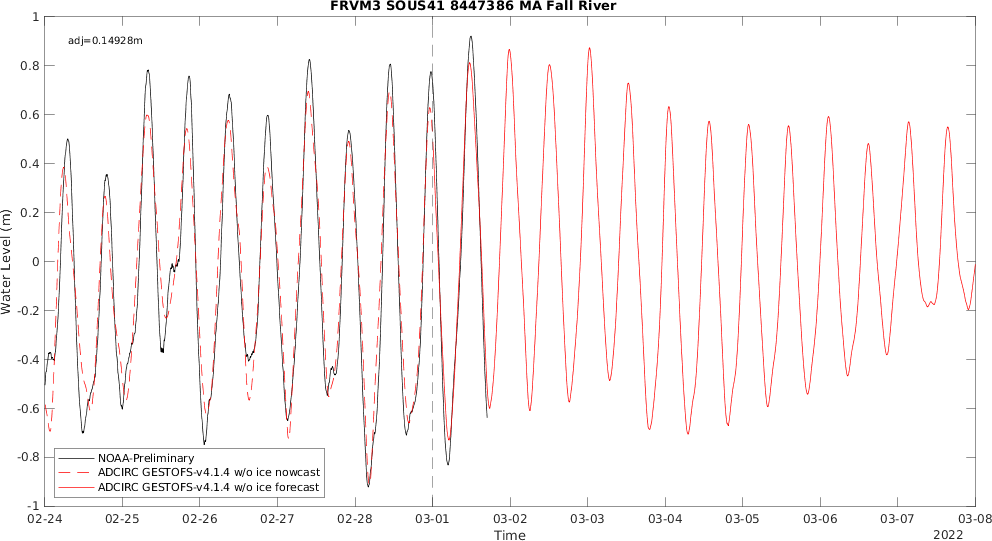 FRVM3 SOUS41 8447386 MA Fall River
adj=0.14928m
Water Level (m)
1
0.8
0.6
0.4
0.2
0
-0.2
-0.4
-0.6
-0.8
-1
NOAA-Preliminary
ADCIRC GESTOFS-v4.1.4 w/o ice nowcast
ADCIRC GESTOFS-v4.1.4 w/o ice forecast
02-24 02-25 02-26 02-27 02-28 03-01 03-02 03-03 03-04 03-05 03-06 03-07 03-08
Time
2022